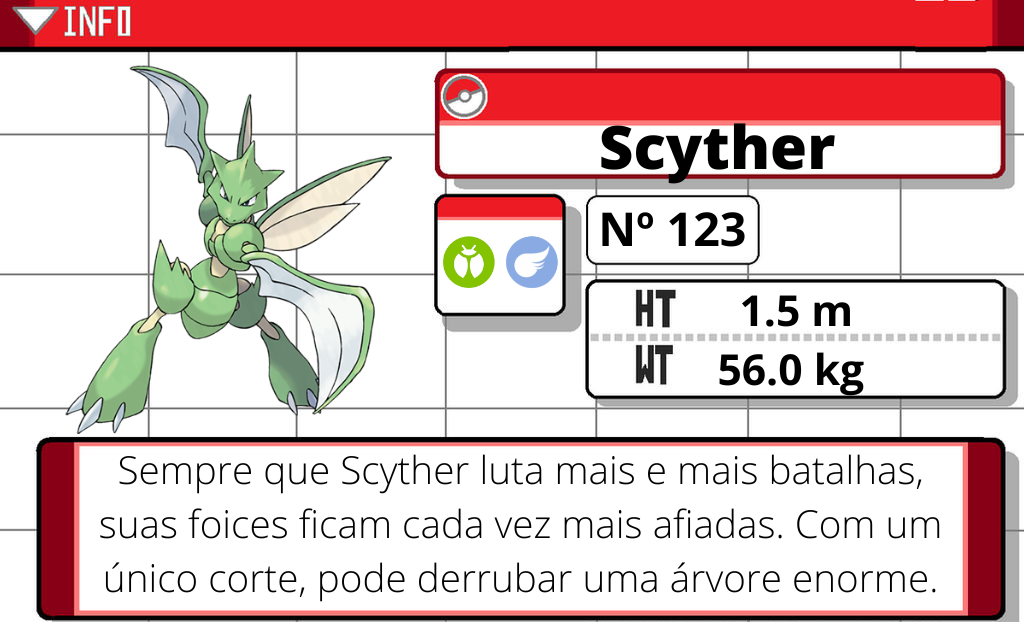 INFO
Scyther
Nº 123
HT 1.5 m
WT 56.0 kg
Sempre que Scyther luta mais e mais batalhas,
suas foices ficam cada vez mais afiadas. Com um
único corte, pode derrubar uma árvore enorme.